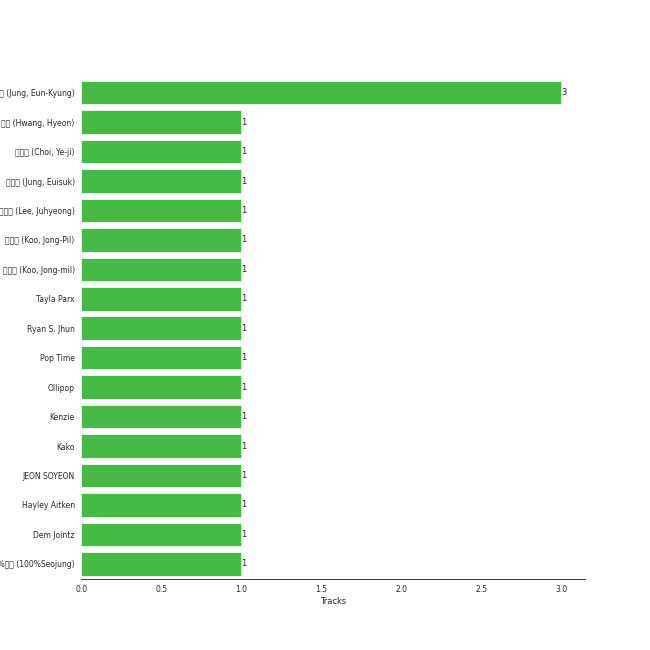 (Jung, Eun-Kyung)
3
(Hwang, Hyeon)
1
(Choi, Ye-ji)
1
(Jung, Euisuk)
1
(Lee, Juhyeong)
1
(Koo, Jong-Pil)
1
(Koo, Jong-mil)
1
Tayla Parx
1
Ryan S. Jhun
1
Pop Time
1
Ollipop
1
Kenzie
1
Kako
1
JEON SOYEON
1
Hayley Aitken
1
Dem Jointz
1
(100%Seojung)
1
0.0 0.5 1.0 1.5 2.0 2.5 3.0
Tracks